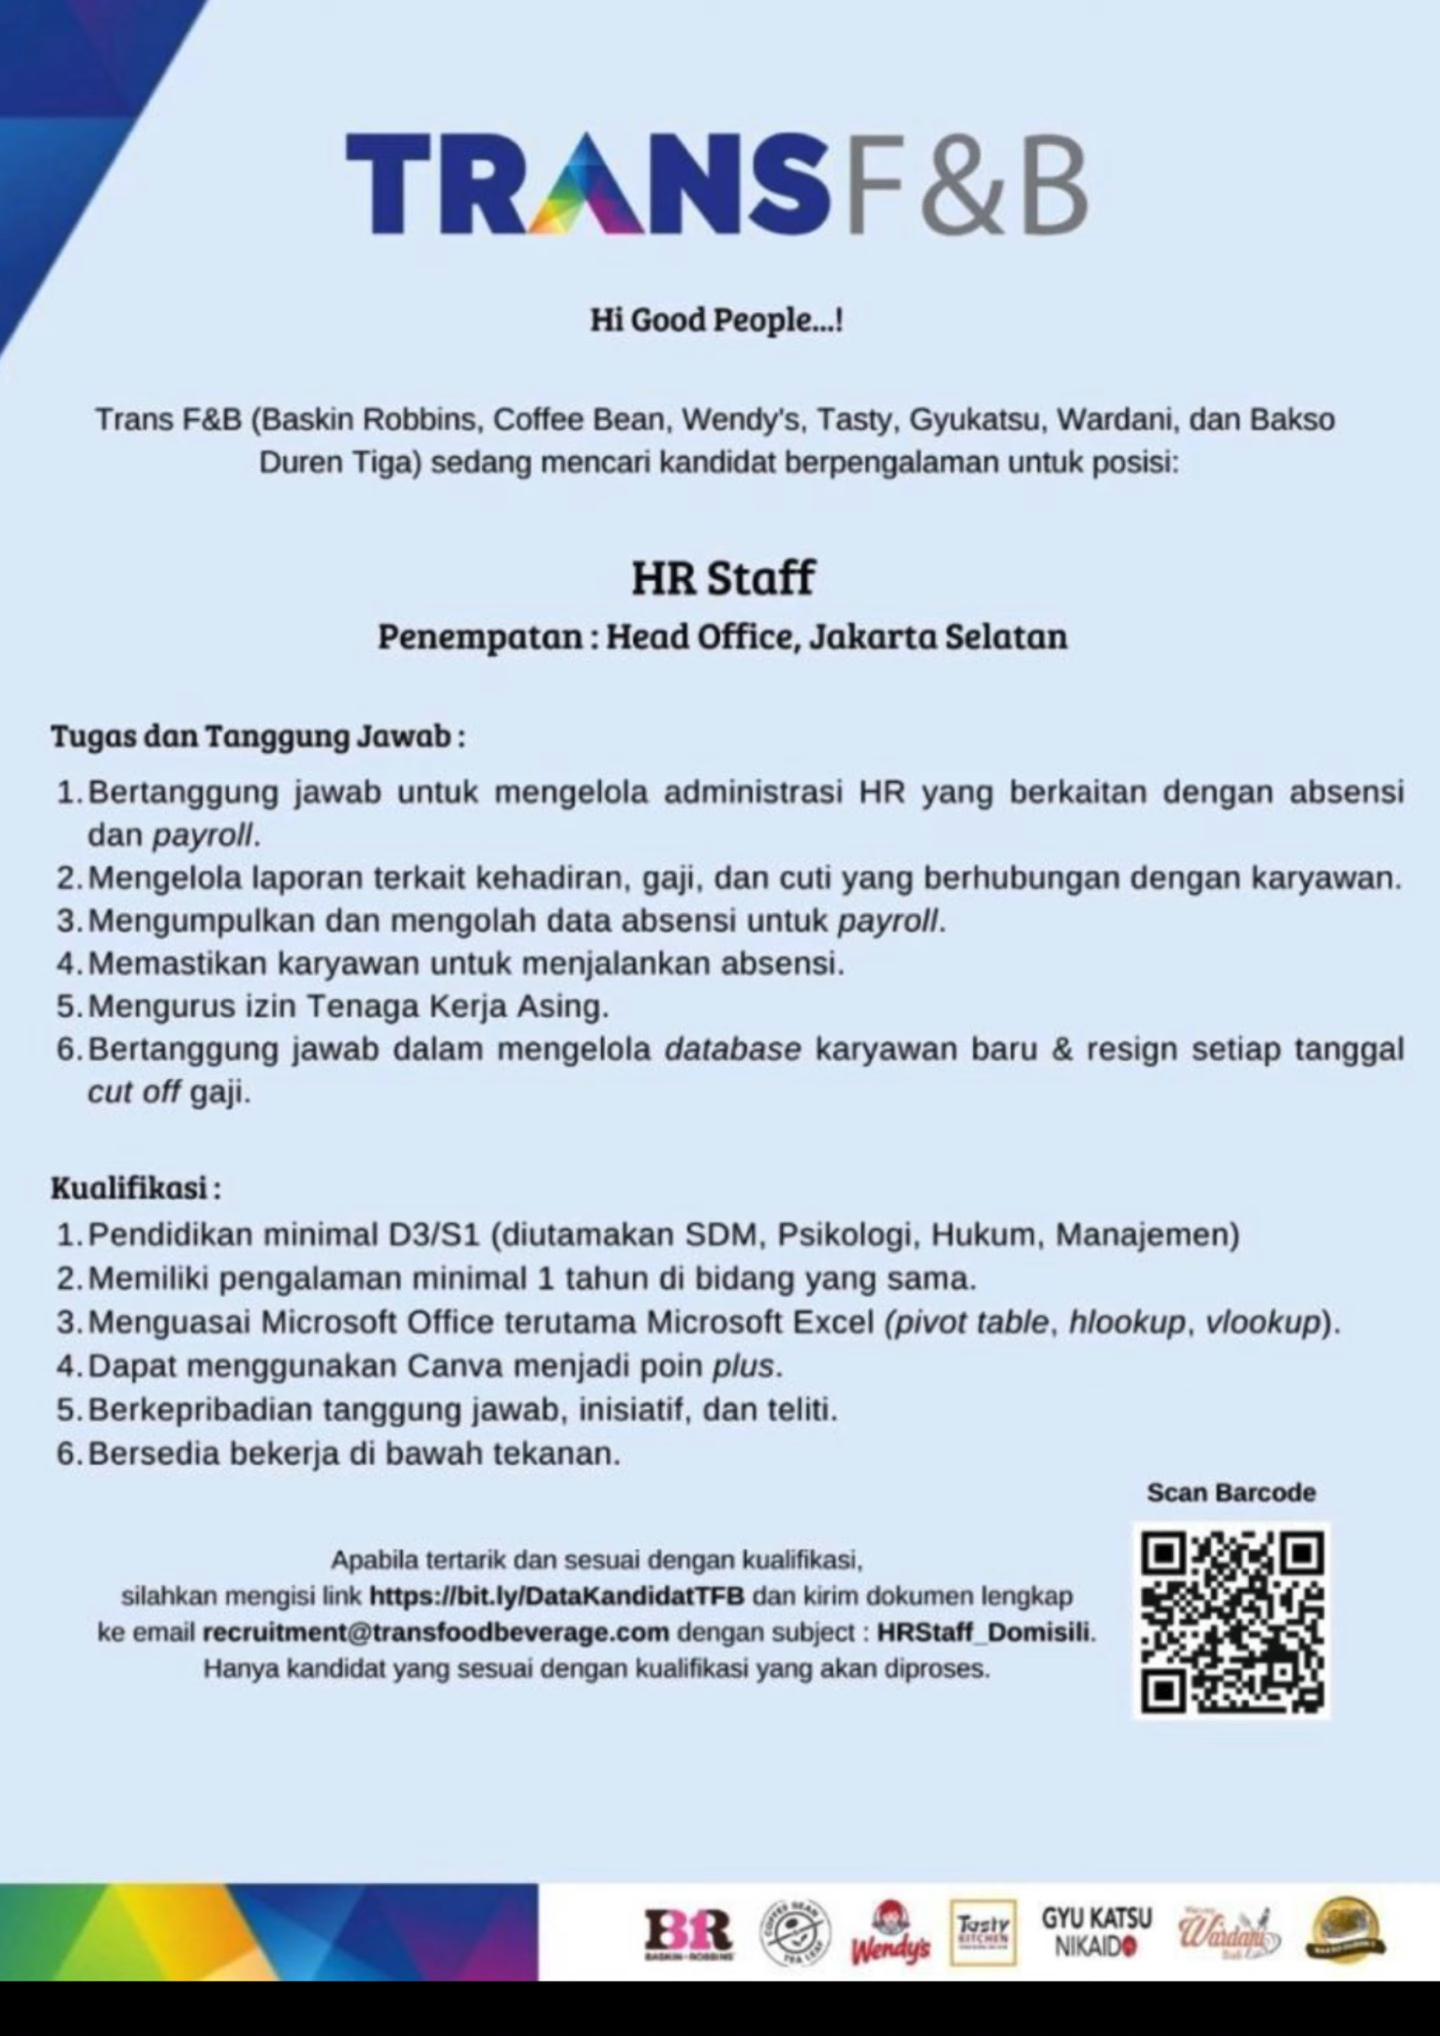 TRANS F&B
Hi Good People...!
Trans F&B (Baskin Robbins, Coffee Bean, Wendy's, Tasty, Gyukatsu, Wardani, dan Bakso
Duren Tiga) sedang mencari kandidat berpengalaman untuk posisi:
HR Staff
Penempatan : Head Office, Jakarta Selatan
Tugas dan Tanggung Jawab :
1. Bertanggung jawab untuk mengelola administrasi HR yang berkaitan dengan absensi
dan payroll.
2. Mengelola laporan terkait kehadiran, gaji, dan cuti yang berhubungan dengan karyawan.
3. Mengumpulkan dan mengolah data absensi untuk payroll.
4. Memastikan karyawan untuk menjalankan absensi.
5. Mengurus izin Tenaga Kerja Asing.
6. Bertanggung jawab dalam mengelola database karyawan baru & resign setiap tanggal
cut off gaji.
Kualifikasi :
1. Pendidikan minimal D3/S1 (diutamakan SDM, Psikologi, Hukum, Manajemen)
2. Memiliki pengalaman minimal 1 tahun di bidang yang sama.
3. Menguasai Microsoft Office terutama Microsoft Excel (pivot table, hlookup, vlookup).
4. Dapat menggunakan Canva menjadi poin plus.
5. Berkepribadian tanggung jawab, inisiatif, dan teliti.
6. Bersedia bekerja di bawah tekanan.
Scan Barcode
Apabila tertarik dan sesuai dengan kualifikasi,
silahkan mengisi link https://bit.ly/DataKandidatTFB dan kirim dokumen lengkap
ke email recruitment@transfoodbeverage.com dengan subject : HRStaff_Domisili.
Hanya kandidat yang sesuai dengan kualifikasi yang akan diproses.
BR
BASKIN-ROBBINS
COFFEE BEAN
TEA LEAF
Wendy's
Tasty
KITCHEN
GYU KATSU
NIKAIDO
Wardani